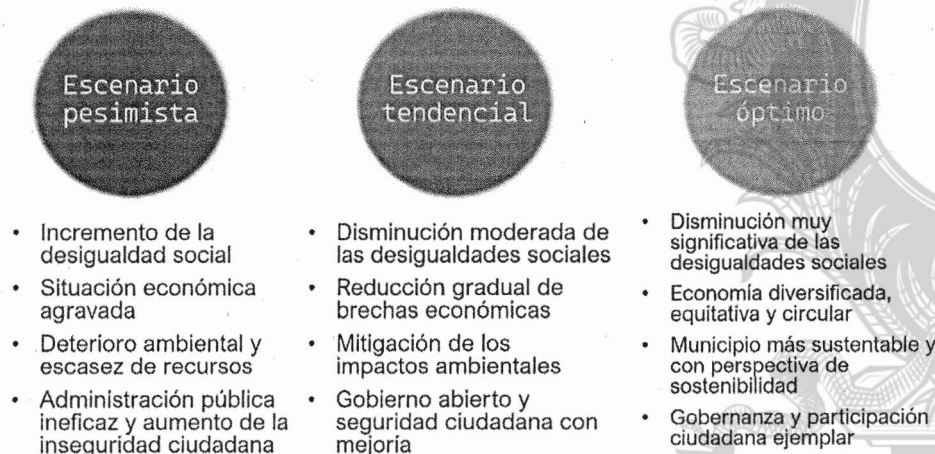 Escenario
pesimista
• Incremento de la
desigualdad social
• Situación económica
agravada
• Deterioro ambiental y
escasez de recursos
• Administración pública
ineficaz y aumento de la
inseguridad ciudadana
Escenario
tendencial
• Disminución moderada de
las desigualdades sociales
• Reducción gradual de
brechas económicas
• Mitigación de los
impactos ambientales
• Gobierno abierto y
seguridad ciudadana con
mejoría
Escenario
óptimo
• Disminución muy
significativa de las
desigualdades sociales
• Economía diversificada,
equitativa y circular
• Municipio más sustentable y
con perspectiva de
sostenibilidad
• Gobernanza y participación
ciudadana ejemplar